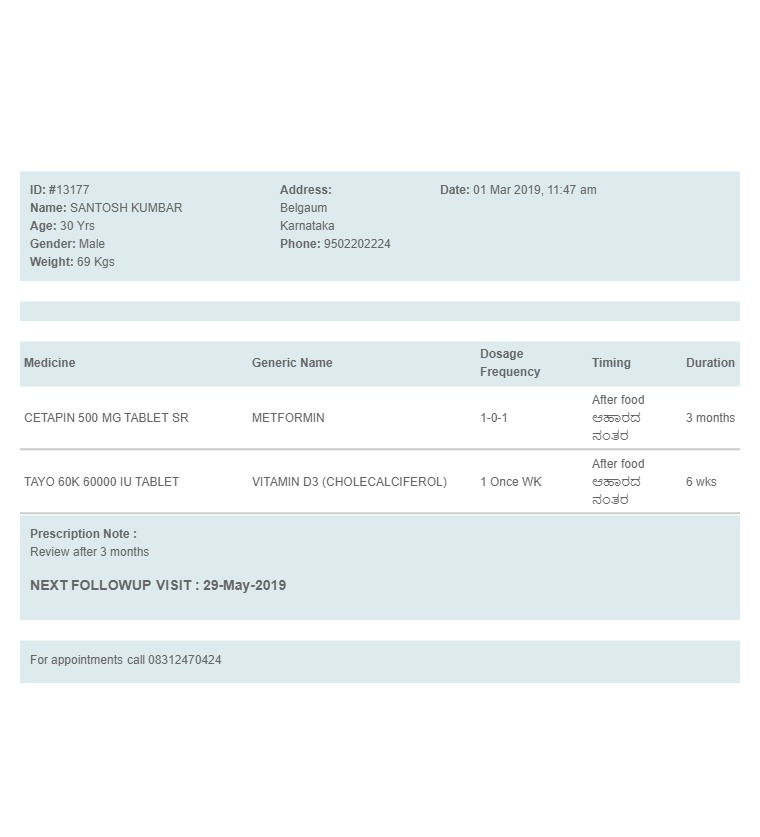 ID: #13177
Name: SANTOSH KUMBAR
Age: 30 Yrs
Gender: Male
Weight: 69 Kgs
Address:
Belgaum
Karnataka
Phone: 9502202224
Date: 01 Mar 2019, 11:47 am
Medicine Generic Name Dosage Frequency Timing Duration
CETAPIN 500 MG TABLET SR METFORMIN 1-0-1 After food ಆಹಾರದ ನಂತರ 3 months
TAYO 60K 60000 IU TABLET VITAMIN D3 (CHOLECALCIFEROL) 1 Once WK After food ಆಹಾರದ ನಂತರ 6 wks
Prescription Note :
Review after 3 months
NEXT FOLLOWUP VISIT : 29-May-2019
For appointments call 08312470424